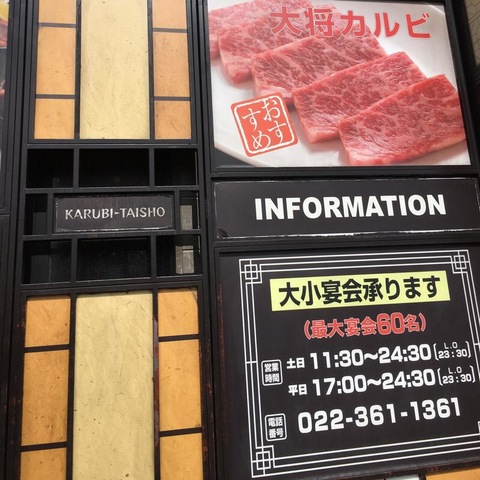 大将カルビ
おす
すめ
KARUBI-TAISHO
INFORMATION
大小宴会承ります
(最大宴会60名)
営業
時間
土日 11:30～24:30(L.O 23:30)
平日 17:00～24:30(L.O 23:30)
電話
番号
022-361-1361